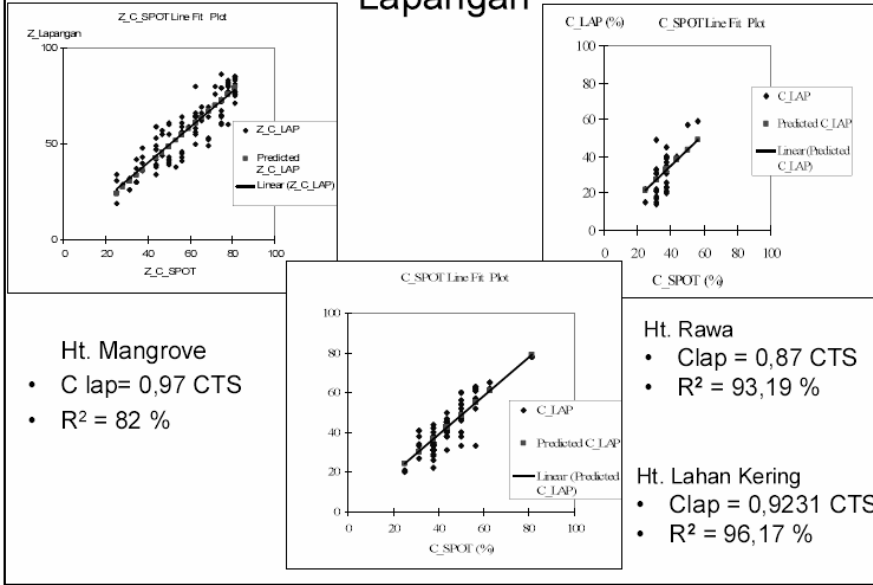 Lapangan
Z_C_SPOT Line Fit Plot
Z_Lapangan
100
50
0
0 20 40 60 80 100
Z_C_SPOT
Z_C_LAP
Predicted
Z_C_LAP
Linear (Z_C_LAP)
C_LAP (%)
C_SPOT Line Fit Plot
100
80
60
40
20
0
0 20 40 60 80 100
C_SPOT (%)
C_LAP
Predicted C_LAP
Linear (Predicted
C_LAP)
C_SPOT Line Fit Plot
100
80
60
40
20
0
0 20 40 60 80 100
C_SPOT (%)
C_LAP
Predicted C_LAP
Linear (Predicted
C_LAP)
Ht. Mangrove
• C lap= 0,97 CTS
• R² = 82 %
Ht. Rawa
• Clap = 0,87 CTS
• R² = 93,19 %
Ht. Lahan Kering
• Clap = 0,9231 CTS
• R² = 96,17 %